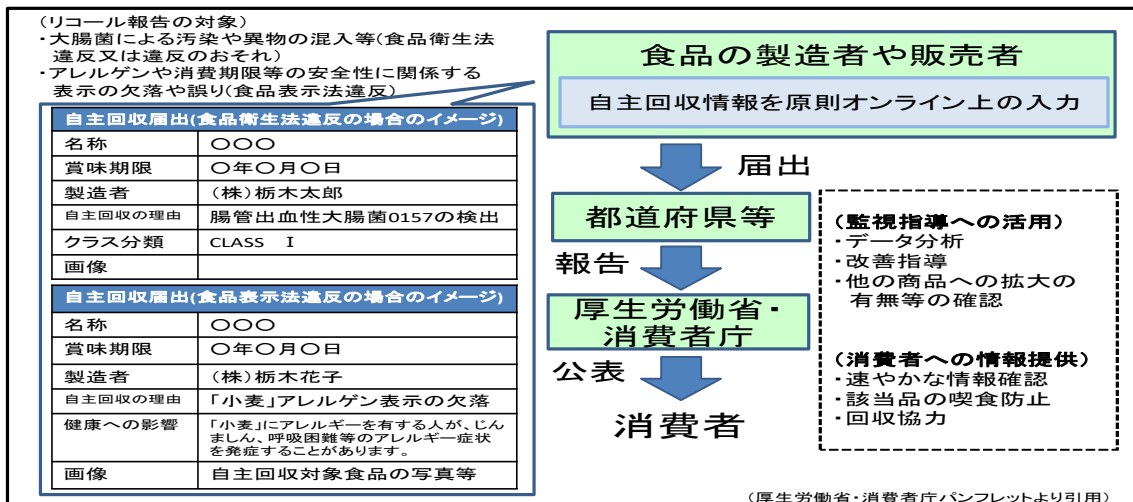 (リコール報告の対象)
・大腸菌による汚染や異物の混入等(食品衛生法
違反又は違反のおそれ)
・アレルゲンや消費期限等の安全性に関係する
表示の欠落や誤り(食品表示法違反)
自主回収届出(食品衛生法違反の場合のイメージ)
名称 〇〇〇
賞味期限 〇年〇月〇日
製造者 (株)栃木太郎
自主回収の理由 腸管出血性大腸菌0157の検出
クラス分類 CLASS Ⅰ
画像
自主回収届出(食品表示法違反の場合のイメージ)
名称 〇〇〇
賞味期限 〇年〇月〇日
製造者 (株)栃木花子
自主回収の理由 「小麦」アレルゲン表示の欠落
健康への影響 「小麦」にアレルギーを有する人が、じん
ましん、呼吸困難等のアレルギー症状
を発症することがあります。
画像 自主回収対象食品の写真等
食品の製造者や販売者
自主回収情報を原則オンライン上の入力
届出
都道府県等
報告
厚生労働省・
消費者庁
公表
消費者
(監視指導への活用)
・データ分析
・改善指導
・他の商品への拡大の
有無等の確認
(消費者への情報提供)
・速やかな情報確認
・該当品の喫食防止
・回収協力
(厚生労働省・消費者庁パンフレットより引用)